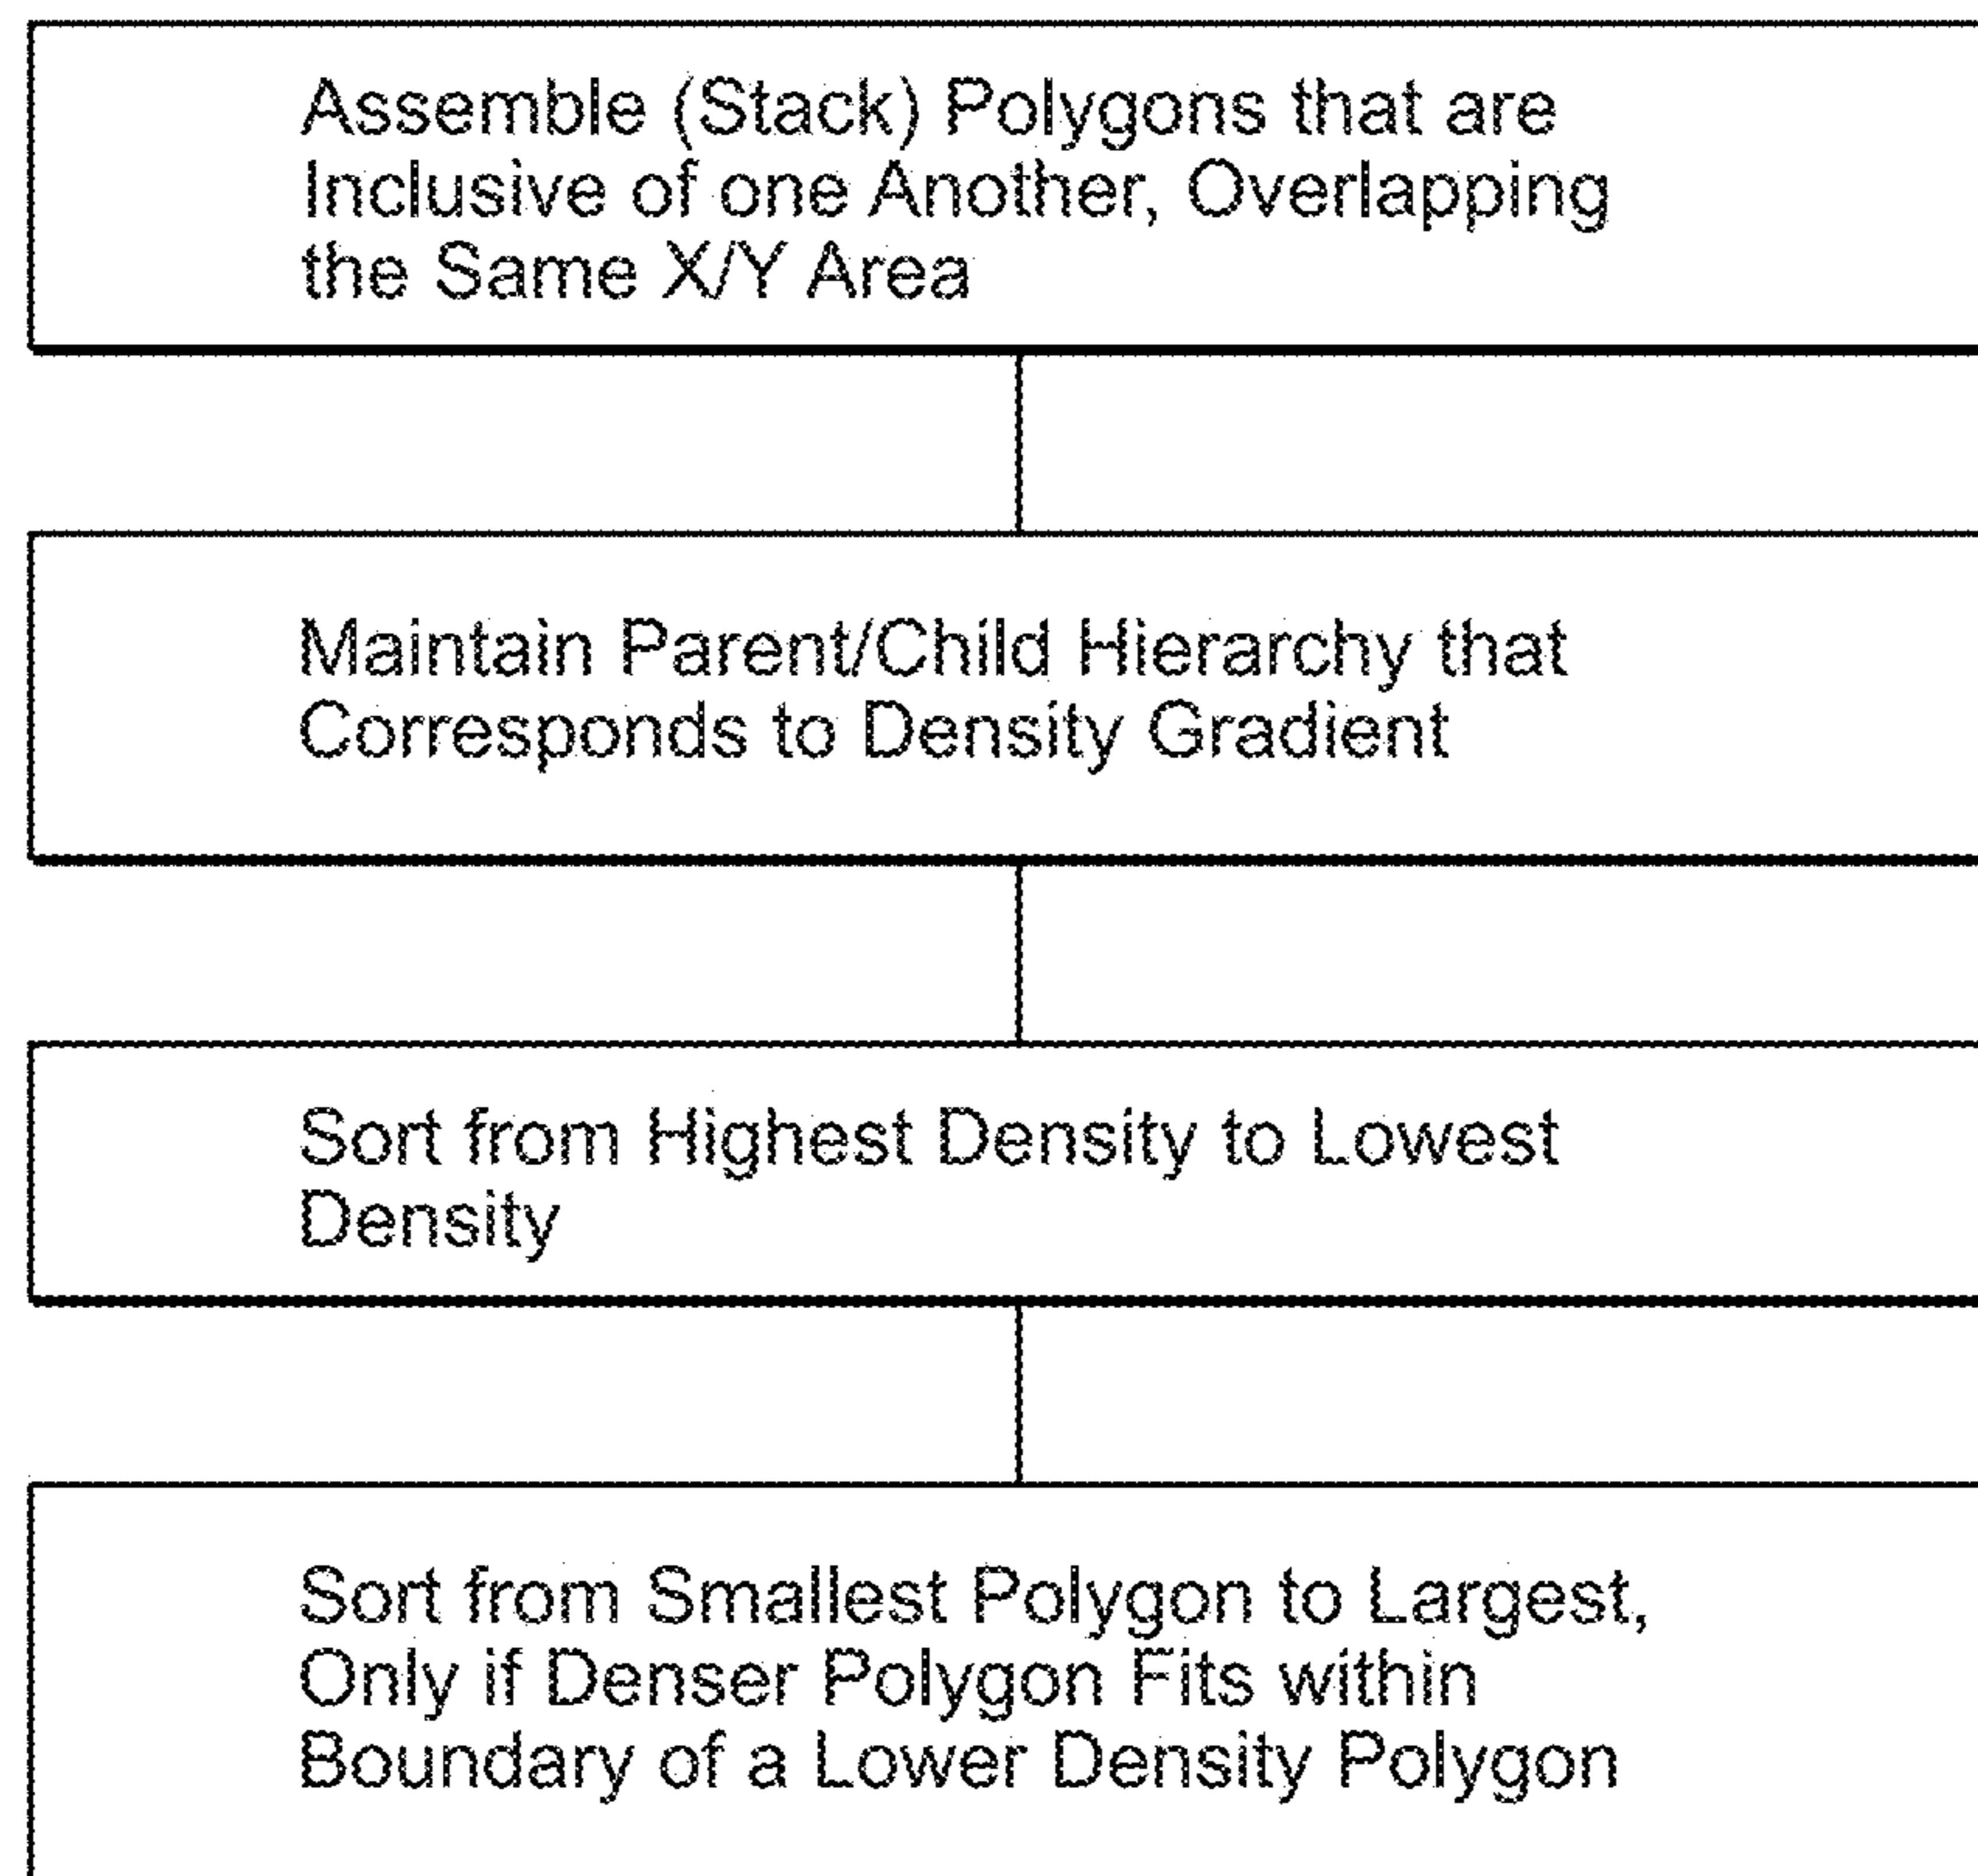 Assemble (Stack) Polygons that are
Inclusive of one Another, Overlapping
the Same X/Y Area
Maintain Parent/Child Hierarchy that
Corresponds to Density Gradient
Sort from Highest Density to Lowest
Density
Sort from Smallest Polygon to Largest,
Only if Denser Polygon Fits within
Boundary of a Lower Density Polygon